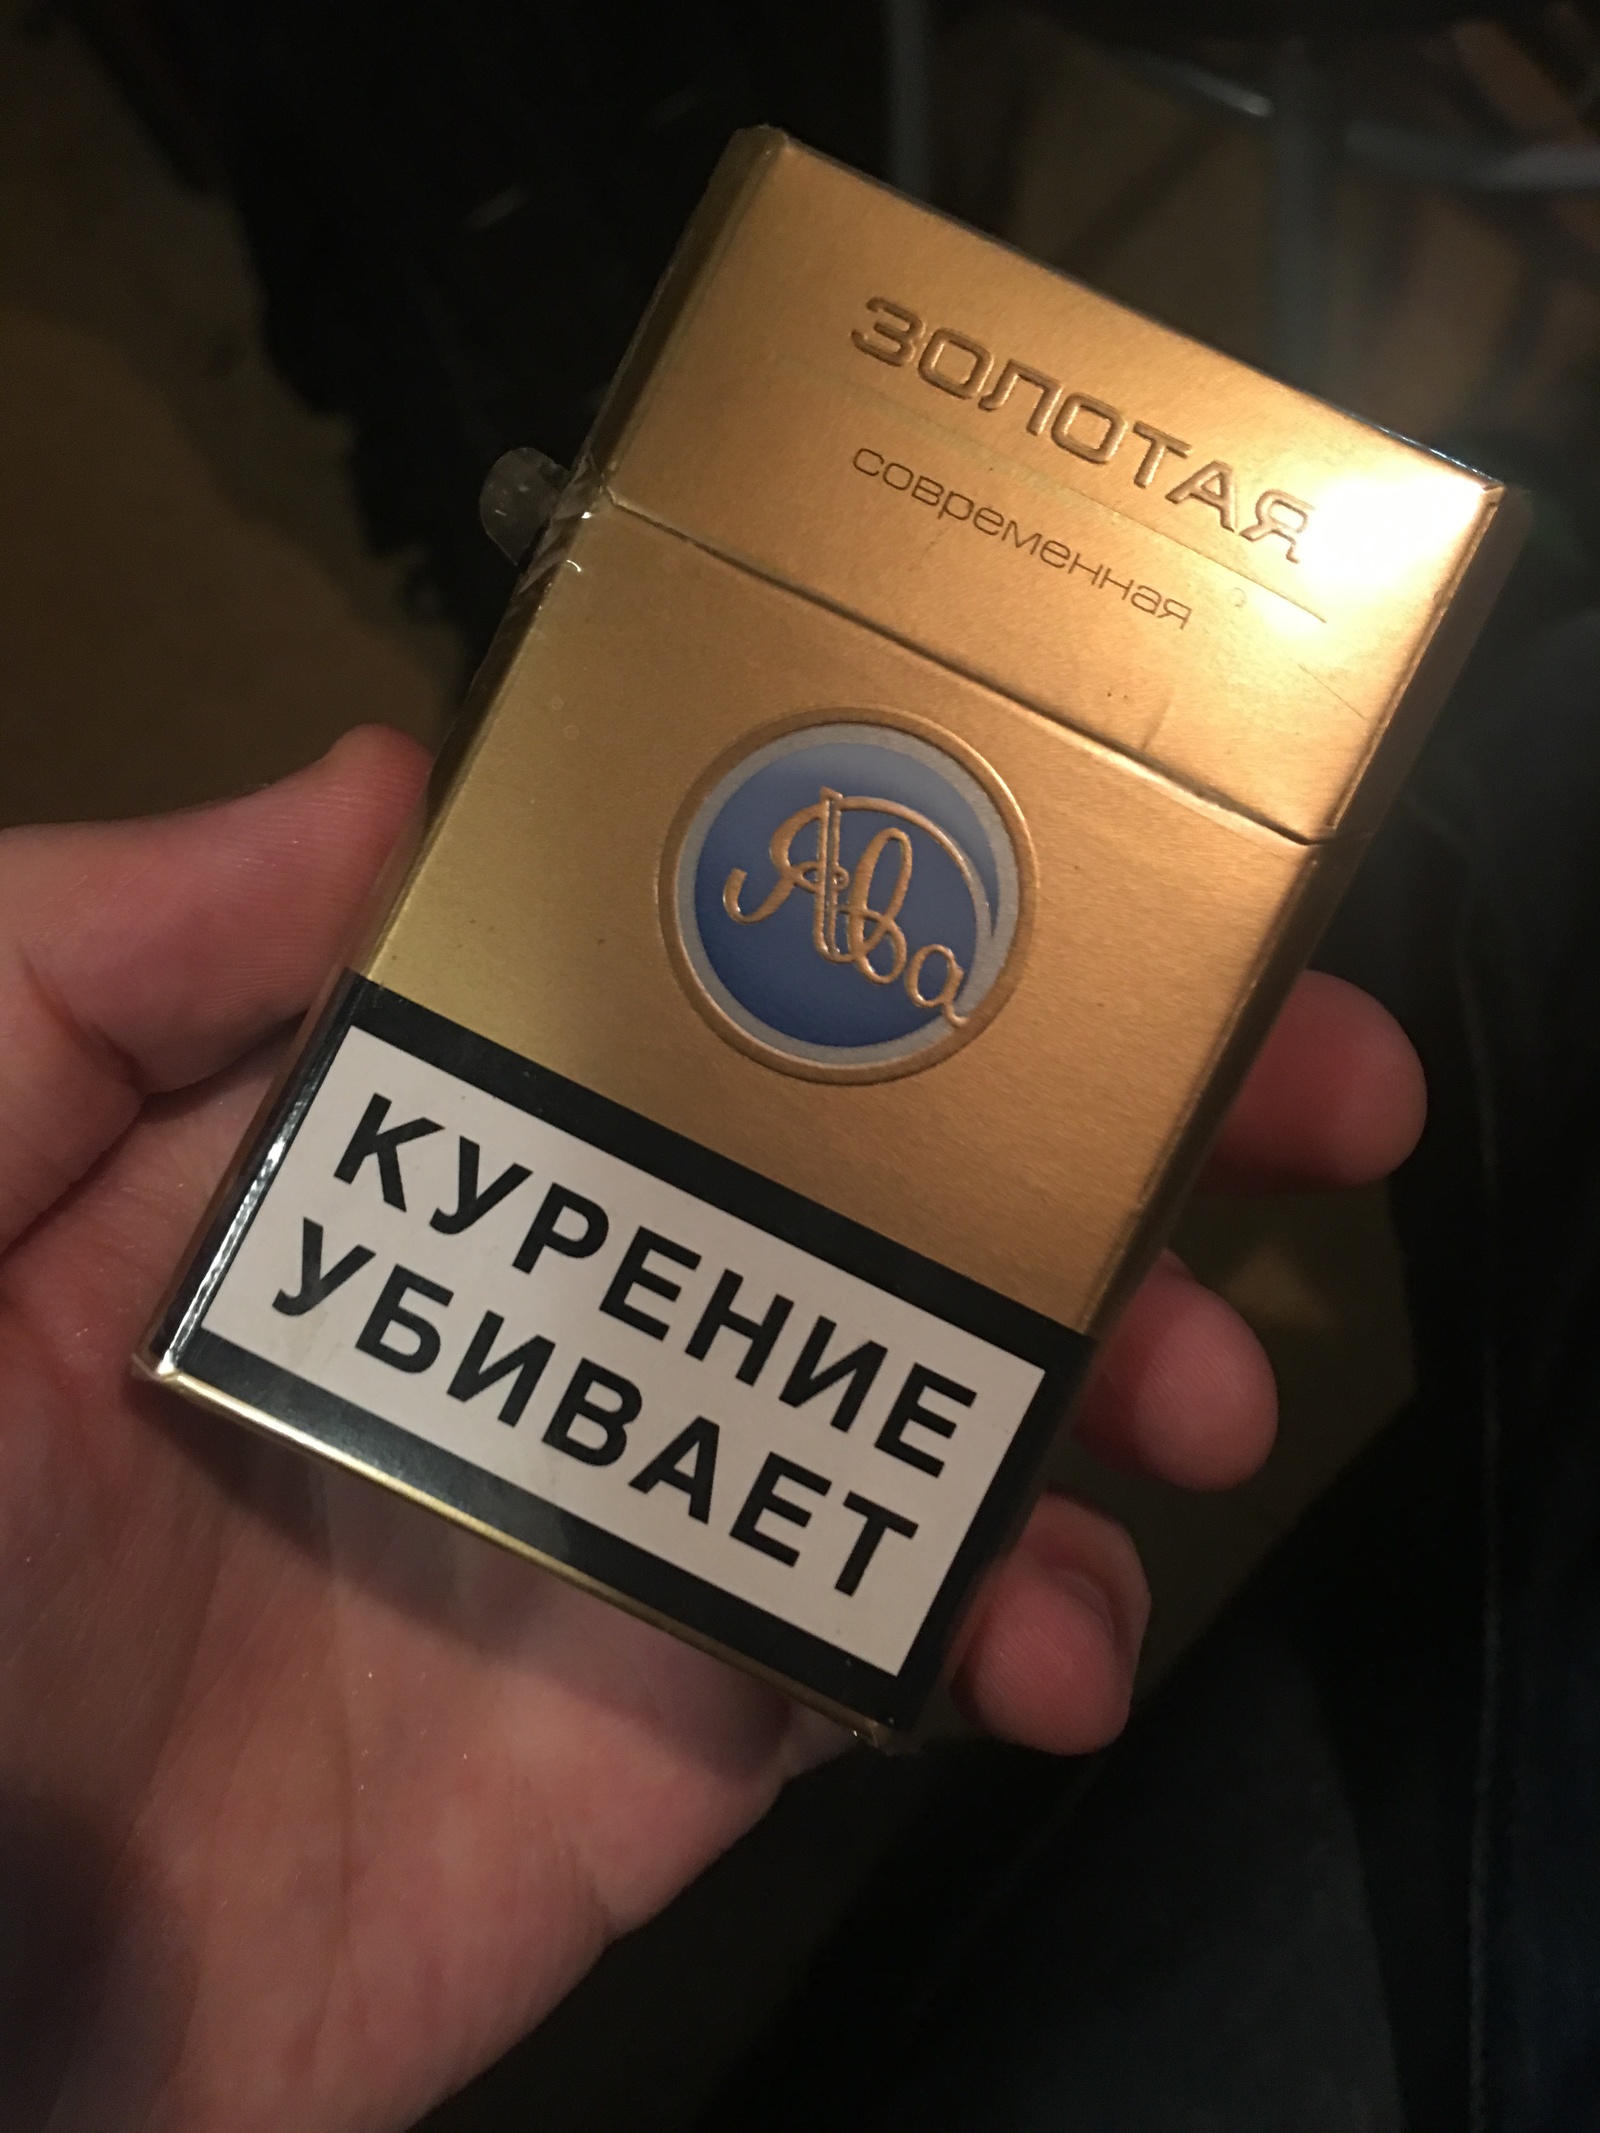 ЗОЛОТАЯ
современная
Ява
КУРЕНИЕ
УБИВАЕТ